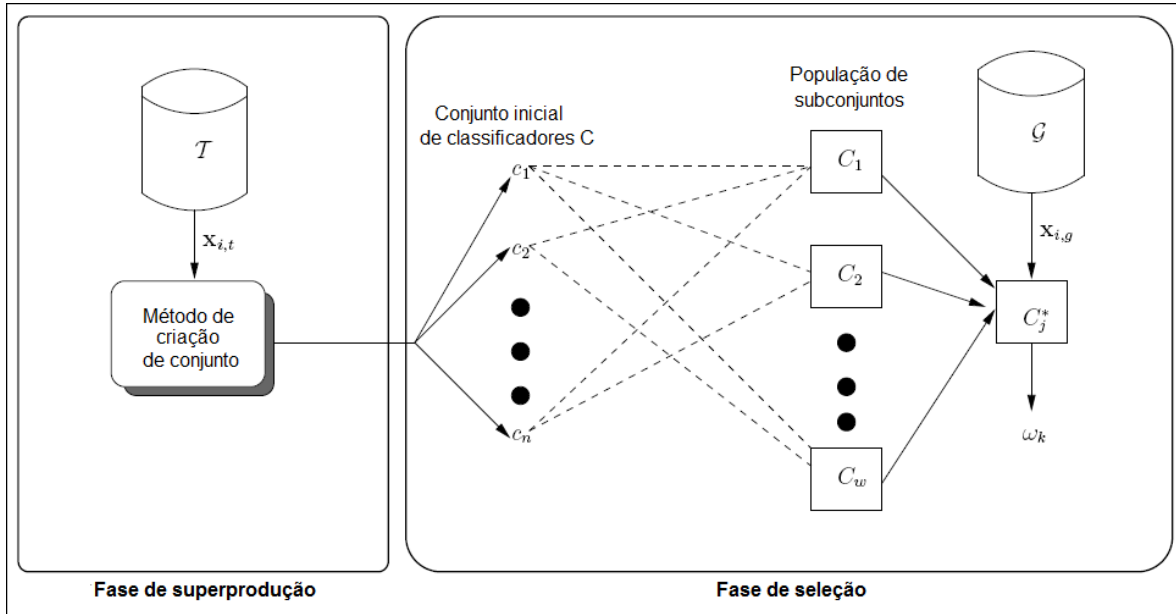 𝒯
x_{i,t}
Método de
criação
de conjunto
Fase de superprodução
Conjunto inicial
de classificadores C
c_1
c_2
c_n
População de
subconjuntos
C_1
C_2
C_w
𝒢
x_{i,g}
C_j^*
ω_k
Fase de seleção